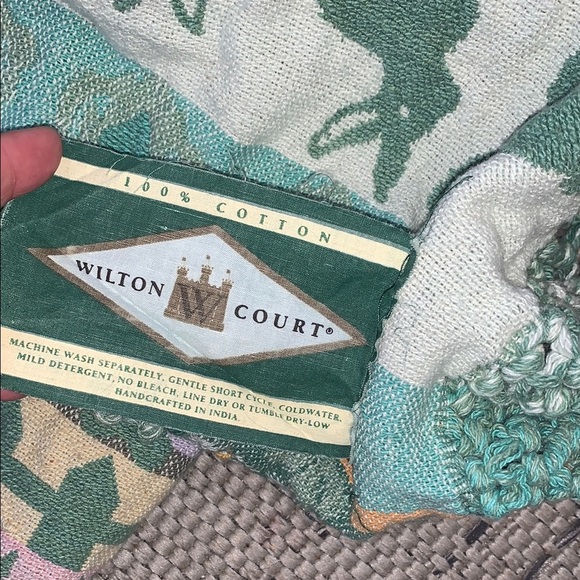 100% COTTON
WILTON W COURT®
MACHINE WASH SEPARATELY. GENTLE SHORT CYCLE, COLDWATER,
MILD DETERGENT, NO BLEACH, LINE DRY OR TUMBLE DRY-LOW
HANDCRAFTED IN INDIA.